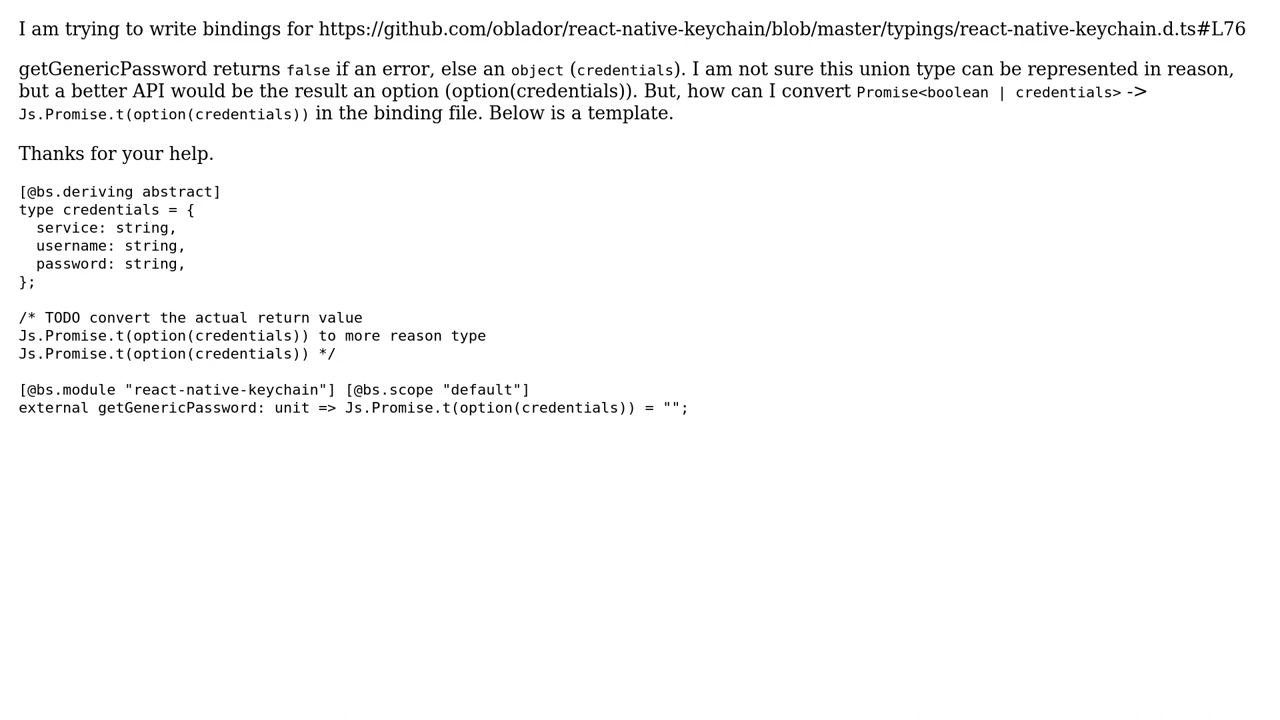 I am trying to write bindings for https://github.com/oblador/react-native-keychain/blob/master/typings/react-native-keychain.d.ts#L76
getGenericPassword returns false if an error, else an object (credentials). I am not sure this union type can be represented in reason,
but a better API would be the result an option (option(credentials)). But, how can I convert Promise<boolean | credentials> ->
Js.Promise.t(option(credentials)) in the binding file. Below is a template.
Thanks for your help.
[@bs.deriving abstract]
type credentials = {
  service: string,
  username: string,
  password: string,
};
/* TODO convert the actual return value
Js.Promise.t(option(credentials)) to more reason type
Js.Promise.t(option(credentials)) */
[@bs.module "react-native-keychain"] [@bs.scope "default"]
external getGenericPassword: unit => Js.Promise.t(option(credentials)) = "";